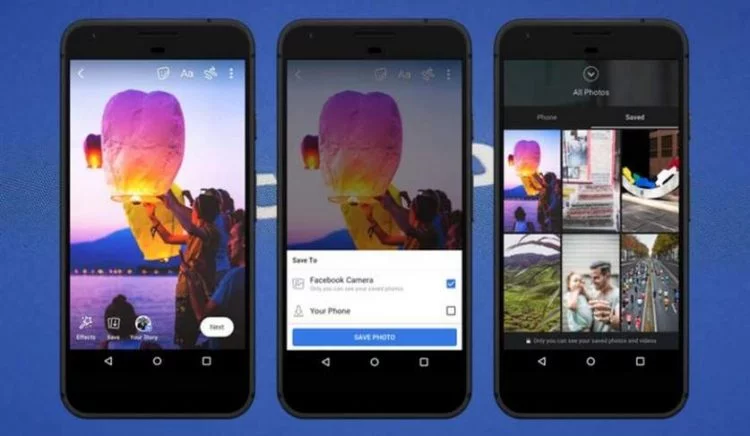 Aa
Effects
Save
Your Story
Next
Aa
Save To
Facebook Camera
Only you can see your saved photos
Your Phone
SAVE PHOTO
All Photos
Phone
Saved
Only you can see your saved photos and videos